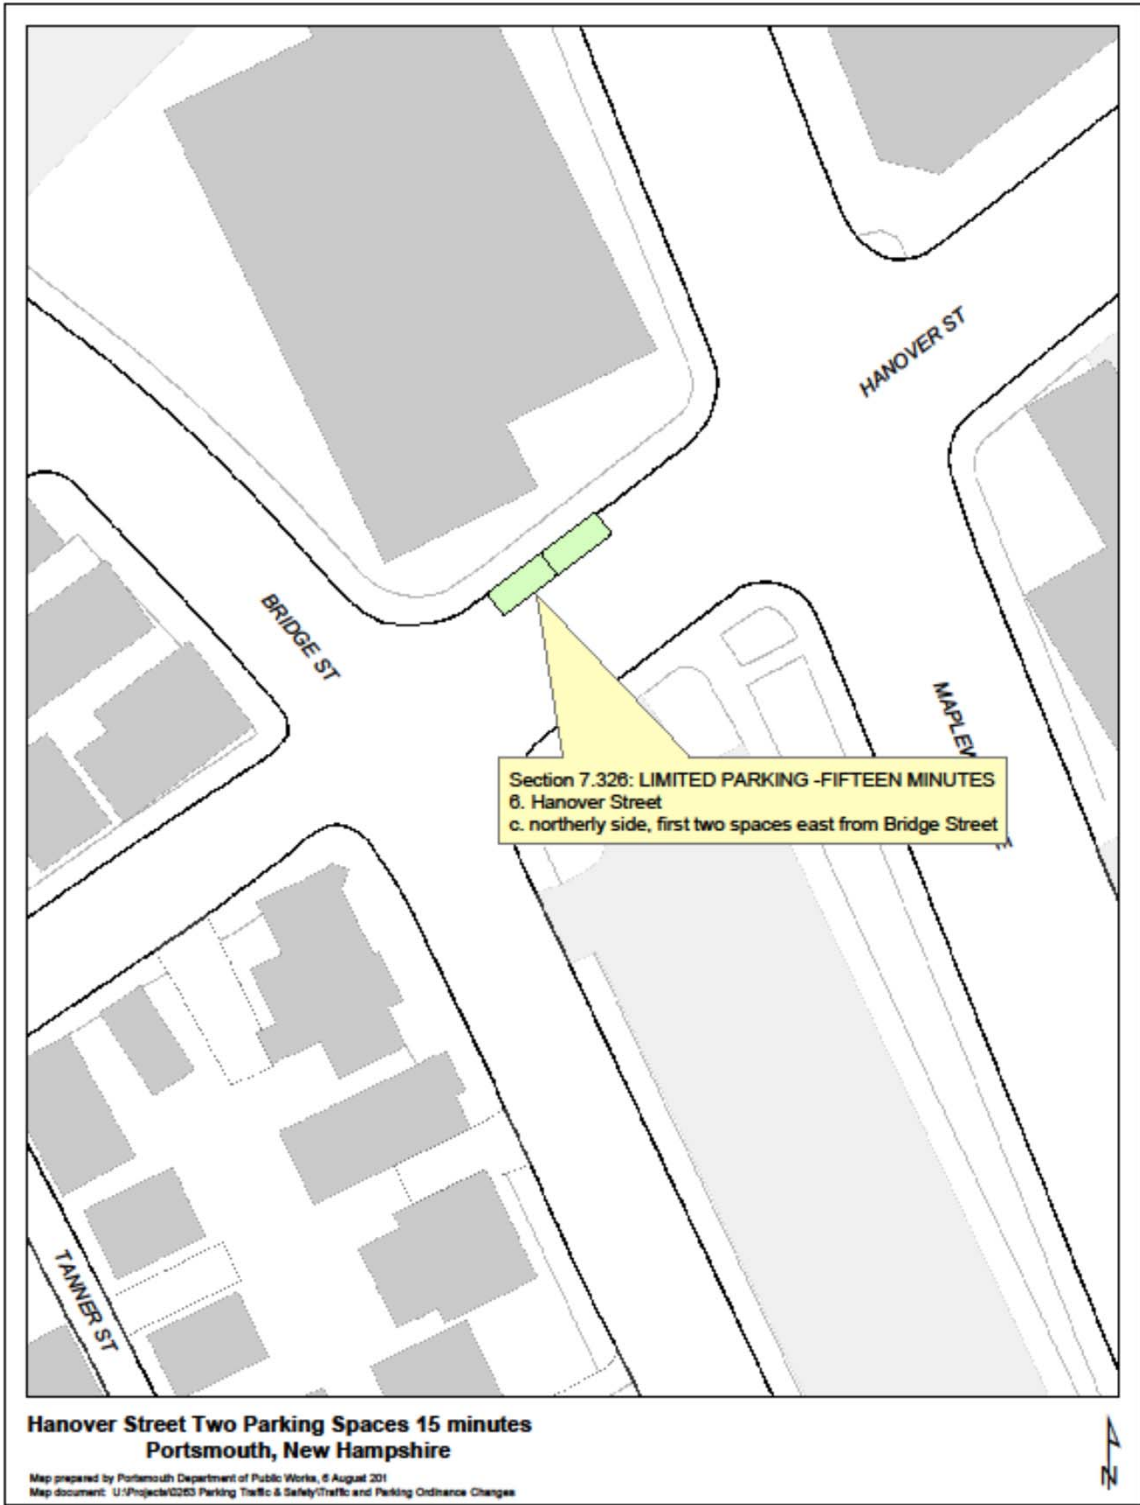 HANOVER ST
BRIDGE ST
Section 7.326: LIMITED PARKING -FIFTEEN MINUTES
6. Hanover Street
c. northerly side, first two spaces east from Bridge Street
TANNER ST
Hanover Street Two Parking Spaces 15 minutes
Portsmouth, New Hampshire
Map prepared by Portsmouth Department of Public Works, 6 August 201
Map document: U:\Projects\0263 Parking Traffic & Safety\Traffic and Parking Ordinance Changes
N